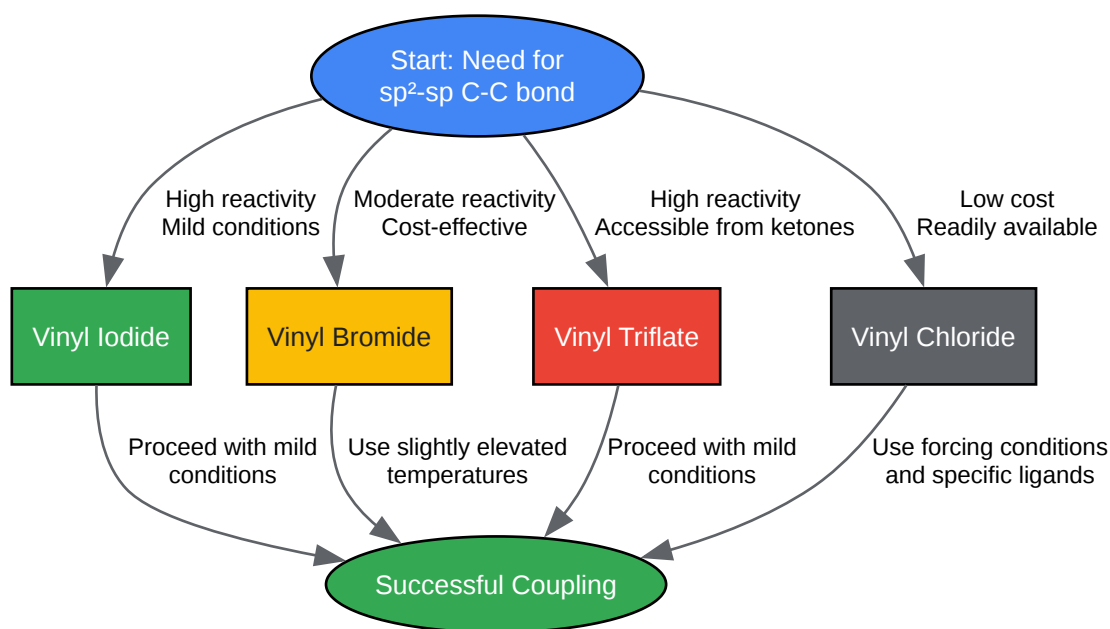 Start: Need for
sp²-sp C-C bond
High reactivity
Mild conditions
Moderate reactivity
Cost-effective
High reactivity
Accessible from ketones
Low cost
Readily available
Vinyl Iodide
Vinyl Bromide
Vinyl Triflate
Vinyl Chloride
Proceed with mild
conditions
Use slightly elevated
temperatures
Proceed with mild
conditions
Use forcing conditions
and specific ligands
Successful Coupling